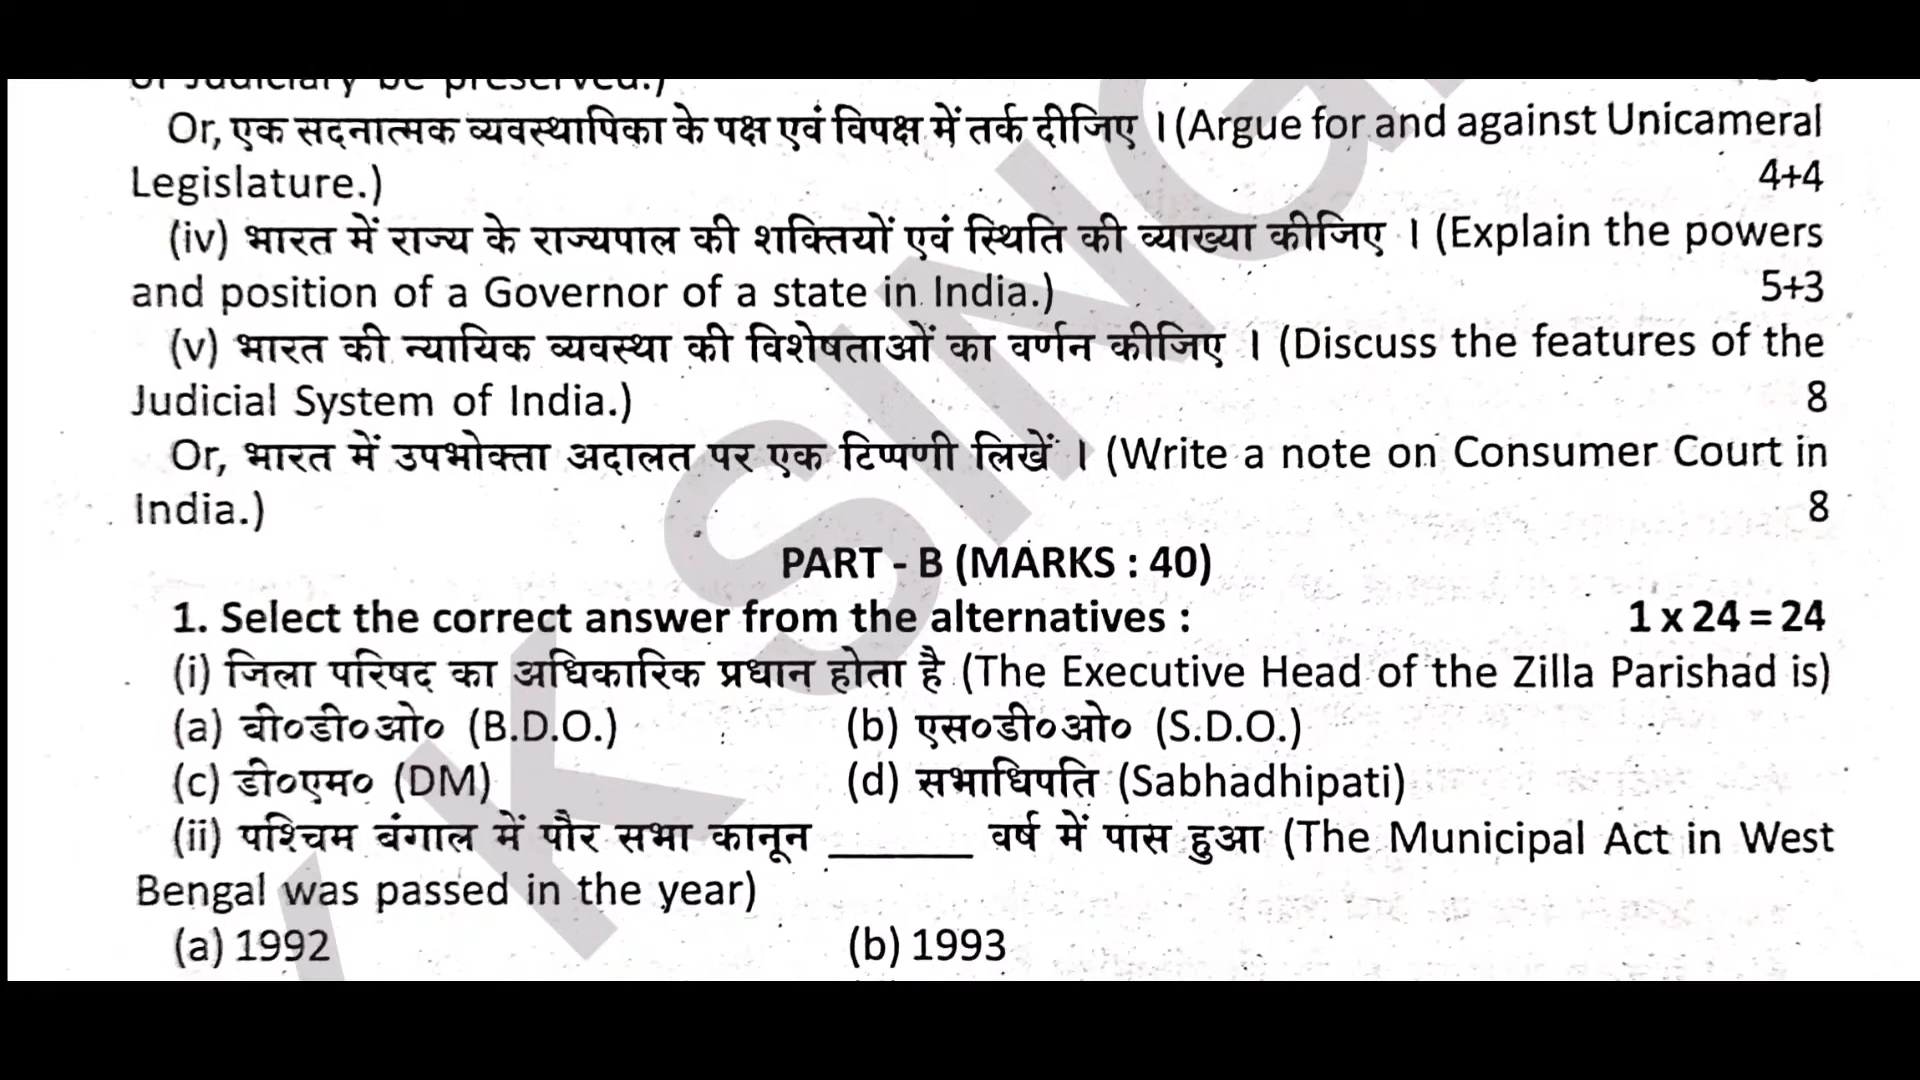 of Judiciary be preserved.)
Or, एक सदनात्मक व्यवस्थापिका के पक्ष एवं विपक्ष में तर्क दीजिए । (Argue for and against Unicameral
Legislature.) 4+4
(iv) भारत में राज्य के राज्यपाल की शक्तियों एवं स्थिति की व्याख्या कीजिए । (Explain the powers
and position of a Governor of a state in India.) 5+3
(v) भारत की न्यायिक व्यवस्था की विशेषताओं का वर्णन कीजिए । (Discuss the features of the
Judicial System of India.) 8
Or, भारत में उपभोक्ता अदालत पर एक टिप्पणी लिखें । (Write a note on Consumer Court in
India.) 8
PART - B (MARKS : 40)
1. Select the correct answer from the alternatives : 1 x 24 = 24
(i) जिला परिषद का अधिकारिक प्रधान होता है (The Executive Head of the Zilla Parishad is)
(a) बी०डी०ओ० (B.D.O.) (b) एस०डी०ओ० (S.D.O.)
(c) डी०एम० (DM) (d) सभाधिपति (Sabhadhipati)
(ii) पश्चिम बंगाल में पौर सभा कानून ______ वर्ष में पास हुआ (The Municipal Act in West
Bengal was passed in the year)
(a) 1992 (b) 1993
K SING